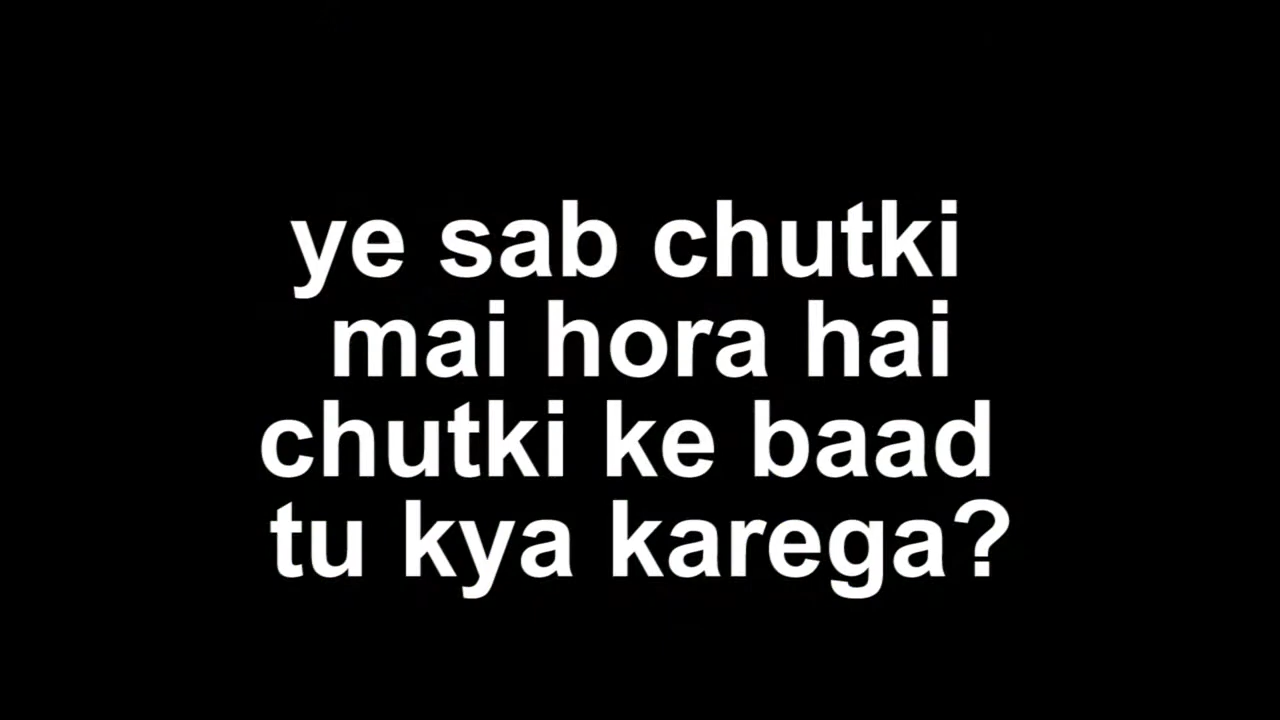 ye sab chutki
mai hora hai
chutki ke baad
tu kya karega?